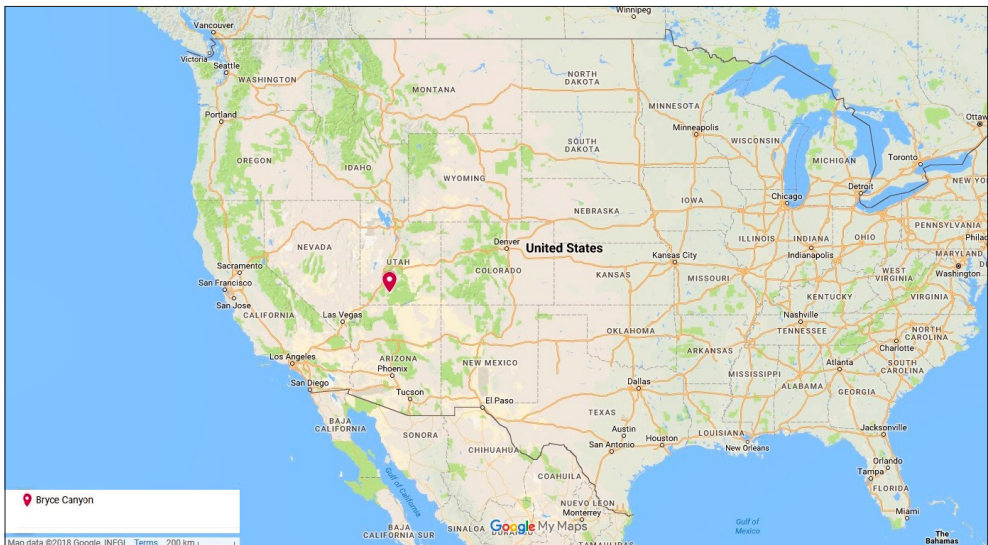 Winnipeg
Vancouver
Victoria
Seattle
WASHINGTON
MONTANA
NORTH
DAKOTA
MINNESOTA
Ottaw
Portland
Minneapolis
WISCONSIN
SOUTH
DAKOTA
MICHIGAN
Toronto
OREGON
IDAHO
WYOMING
Detroit
NEW YO
Chicago
IOWA
NEBRASKA
PENNSYLVANIA
ILLINOIS
INDIANA
OHIO
Philad
NEVADA
Denver
United States
Indianapolis
Kansas City
MARYLAND
UTAH
Sacramento
COLORADO
KANSAS
MISSOURI
WEST
VIRGINIA
Washington
San Francisco
San Jose
CALIFORNIA
Las Vegas
KENTUCKY
VIRGINIA
Nashville
TENNESSEE
OKLAHOMA
NORTH
CAROLINA
Charlotte
Los Angeles
ARIZONA
Phoenix
NEW MEXICO
ARKANSAS
Atlanta
SOUTH
CAROLINA
MISSISSIPPI
San Diego
Dallas
ALABAMA
GEORGIA
Tucson
El Paso
TEXAS
BAJA
CALIFORNIA
SONORA
Austin
San Antonio
Houston
LOUISIANA
New Orleans
Jacksonville
CHIHUAHUA
COAHUILA
Orlando
Tampa
FLORIDA
Gulf of California
Bryce Canyon
NUEVO LEON
Monterrey
Miami
BAJA
CALIFORNIA SUR
SINALOA
DURANGO
Google My Maps
Gulf of
Mexico
The
Bahamas
TAMAULIPAS
Map data ©2018 Google, INEGI Terms 200 km